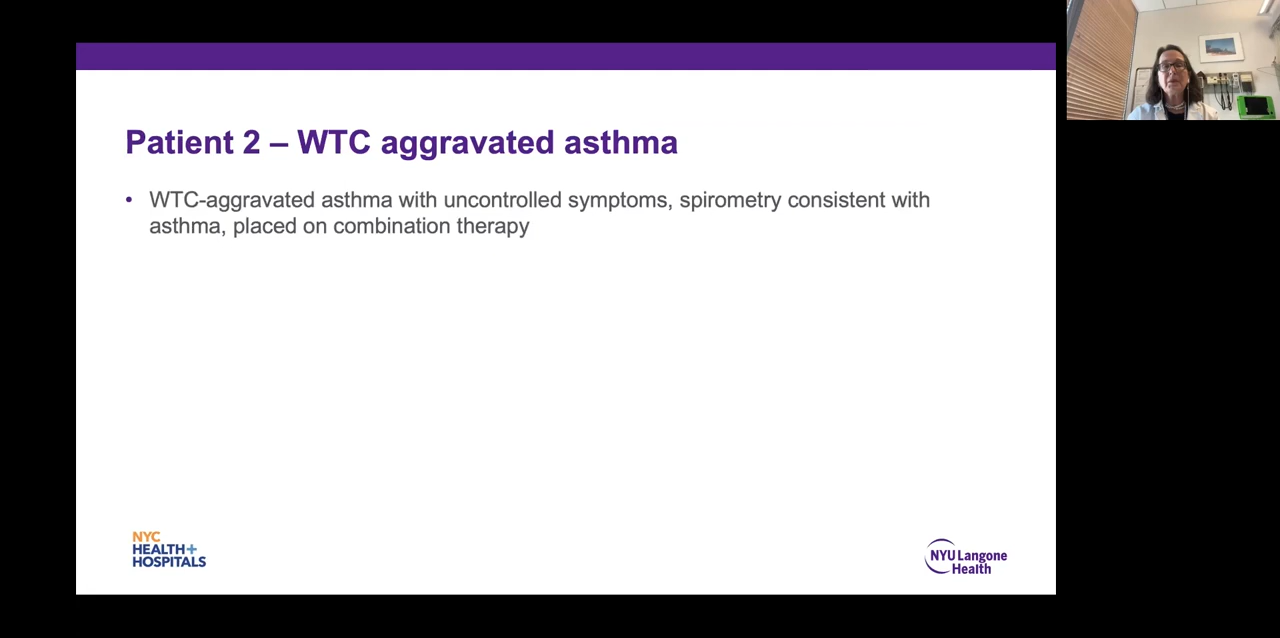 Patient 2 – WTC aggravated asthma
• WTC-aggravated asthma with uncontrolled symptoms, spirometry consistent with
asthma, placed on combination therapy
NYC
HEALTH+
HOSPITALS
NYU Langone
Health